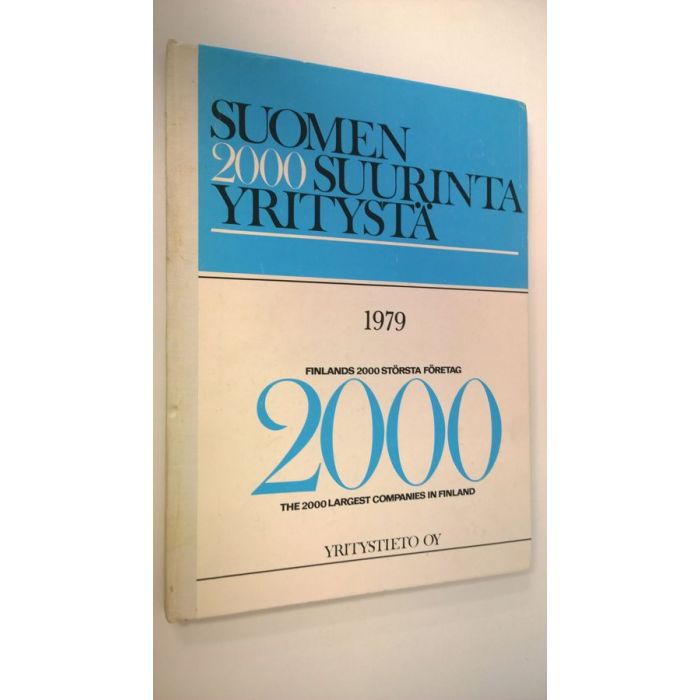 SUOMEN
2000 SUURINTA
YRITYSTÄ
1979
FINLANDS 2000 STÖRSTA FÖRETAG
2000
THE 2000 LARGEST COMPANIES IN FINLAND
YRITYSTIETO OY